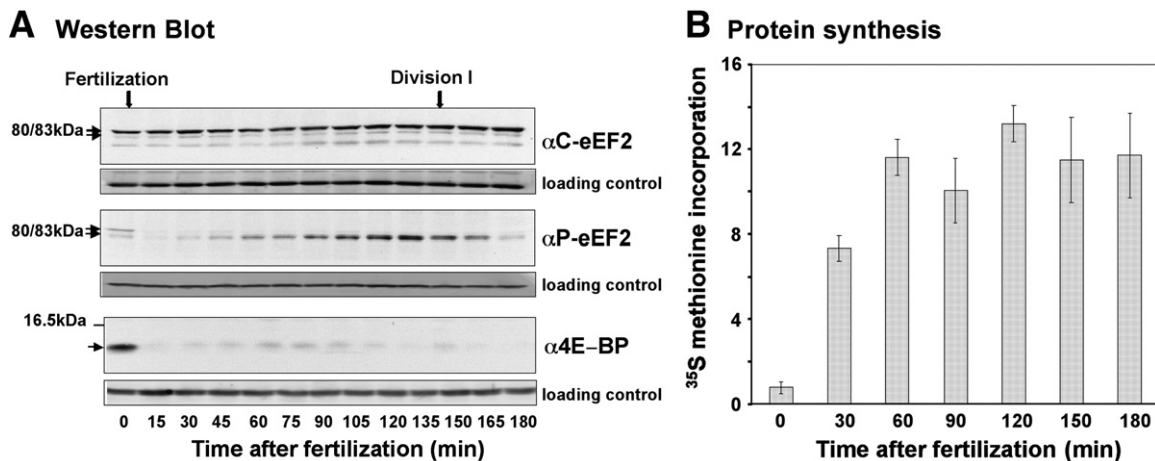 A Western Blot
Fertilization
Division I
80/83kDa
αC-eEF2
loading control
80/83kDa
αP-eEF2
loading control
16.5kDa
α4E-BP
loading control
0 15 30 45 60 75 90 105 120 135 150 165 180
Time after fertilization (min)
B Protein synthesis
³⁵S methionine incorporation
16
12
8
4
0
0 30 60 90 120 150 180
Time after fertilization (min)